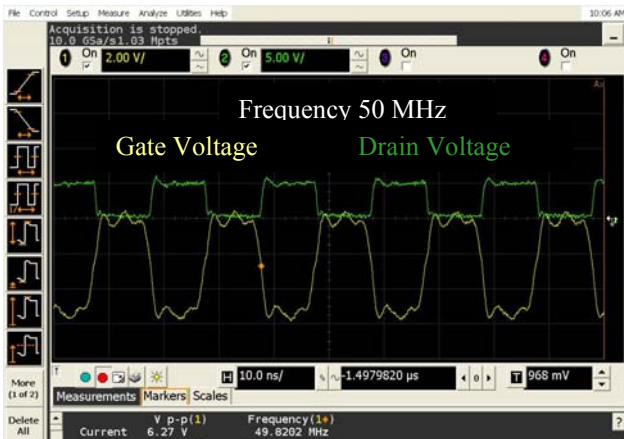 File Control Setup Measure Analyze Utilities Help 10:06 AM
Acquisition is stopped.
10.0 GSa/s 1.03 Mpts
1 On 2.00 V/ 2 On 5.00 V/ 3 On 4 On
Frequency 50 MHz
Gate Voltage Drain Voltage
More
(1 of 2)
Delete
All
H 10.0 ns/ -1.4979820 µs 0 T 968 mV
Measurements Markers Scales
V p-p(1) Frequency(1+)
Current 6.27 V 49.8202 MHz
?